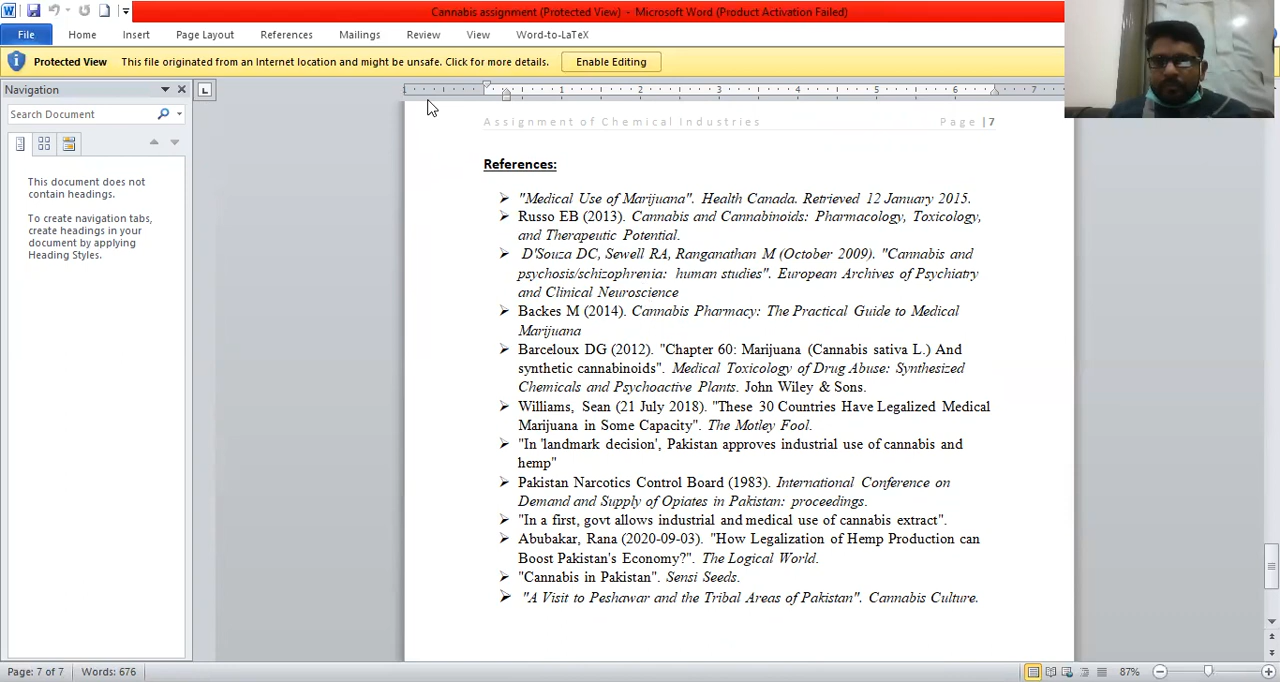 Cannabis assignment (Protected View) - Microsoft Word (Product Activation Failed)
File Home Insert Page Layout References Mailings Review View Word-to-LaTeX
Protected View This file originated from an Internet location and might be unsafe. Click for more details. Enable Editing
Navigation
Search Document
This document does not
contain headings.
To create navigation tabs,
create headings in your
document by applying
Heading Styles.
1 1 2 3 4 5 6 7
Assignment of Chemical Industries Page | 7
References:
➢ "Medical Use of Marijuana". Health Canada. Retrieved 12 January 2015.
➢ Russo EB (2013). Cannabis and Cannabinoids: Pharmacology, Toxicology,
and Therapeutic Potential.
➢ D'Souza DC, Sewell RA, Ranganathan M (October 2009). "Cannabis and
psychosis/schizophrenia: human studies". European Archives of Psychiatry
and Clinical Neuroscience
➢ Backes M (2014). Cannabis Pharmacy: The Practical Guide to Medical
Marijuana
➢ Barceloux DG (2012). "Chapter 60: Marijuana (Cannabis sativa L.) And
synthetic cannabinoids". Medical Toxicology of Drug Abuse: Synthesized
Chemicals and Psychoactive Plants. John Wiley & Sons.
➢ Williams, Sean (21 July 2018). "These 30 Countries Have Legalized Medical
Marijuana in Some Capacity". The Motley Fool.
➢ "In 'landmark decision', Pakistan approves industrial use of cannabis and
hemp"
➢ Pakistan Narcotics Control Board (1983). International Conference on
Demand and Supply of Opiates in Pakistan: proceedings.
➢ "In a first, govt allows industrial and medical use of cannabis extract".
➢ Abubakar, Rana (2020-09-03). "How Legalization of Hemp Production can
Boost Pakistan's Economy?". The Logical World.
➢ "Cannabis in Pakistan". Sensi Seeds.
➢ "A Visit to Peshawar and the Tribal Areas of Pakistan". Cannabis Culture.
Page: 7 of 7 Words: 676 87%